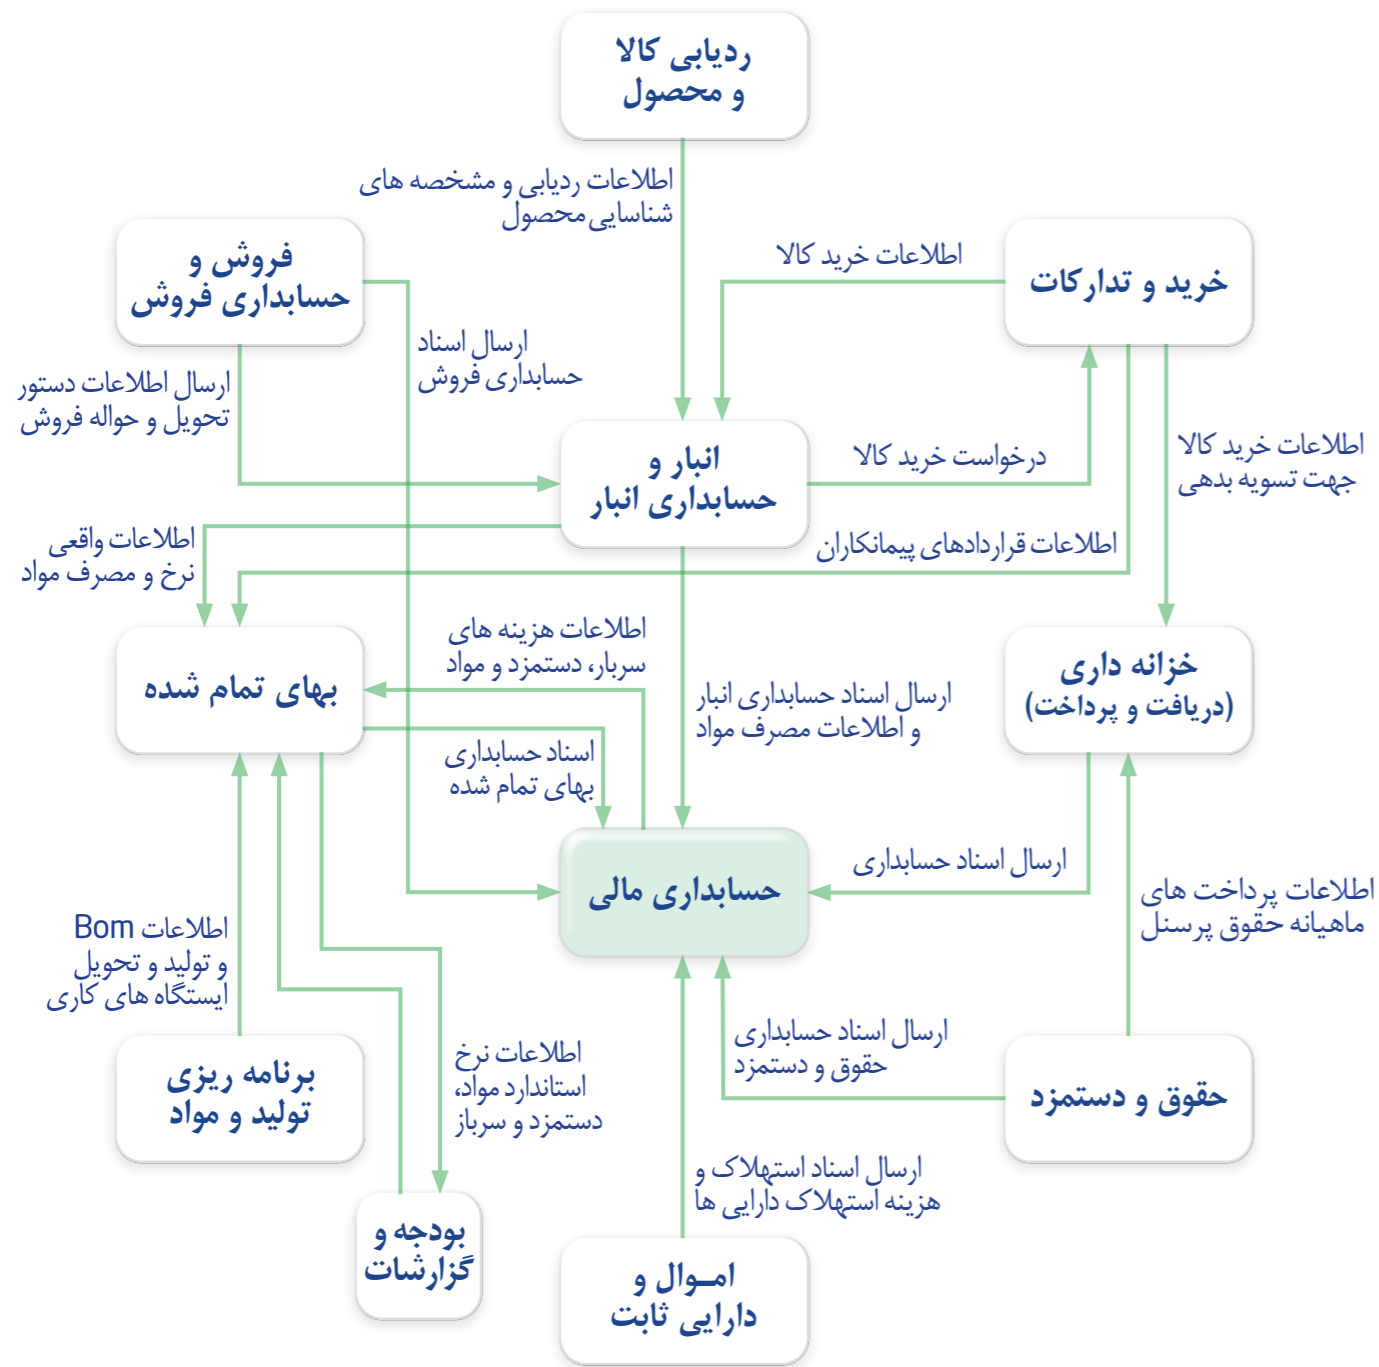 ردیابی کالا
و محصول
اطلاعات ردیابی و مشخصه های
شناسایی محصول
فروش و
حسابداری فروش
اطلاعات خرید کالا
خرید و تدارکات
ارسال اسناد
حسابداری فروش
ارسال اطلاعات دستور
تحویل و حواله فروش
انبار و
حسابداری انبار
درخواست خرید کالا
اطلاعات خرید کالا
جهت تسویه بدهی
اطلاعات واقعی
نرخ و مصرف مواد
اطلاعات قراردادهای پیمانکاران
بهای تمام شده
اطلاعات هزینه های
سربار، دستمزد و مواد
ارسال اسناد حسابداری انبار
و اطلاعات مصرف مواد
خزانه داری
(دریافت و پرداخت)
اسناد حسابداری
بهای تمام شده
حسابداری مالی
ارسال اسناد حسابداری
اطلاعات پرداخت های
ماهیانه حقوق پرسنل
اطلاعات Bom
و تولید و تحویل
ایستگاه های کاری
برنامه ریزی
تولید و مواد
اطلاعات نرخ
استاندارد مواد،
دستمزد و سرباز
ارسال اسناد حسابداری
حقوق و دستمزد
حقوق و دستمزد
بودجه و
گزارشات
ارسال اسناد استهلاک و
هزینه استهلاک دارایی ها
امـوال و
دارایی ثابت